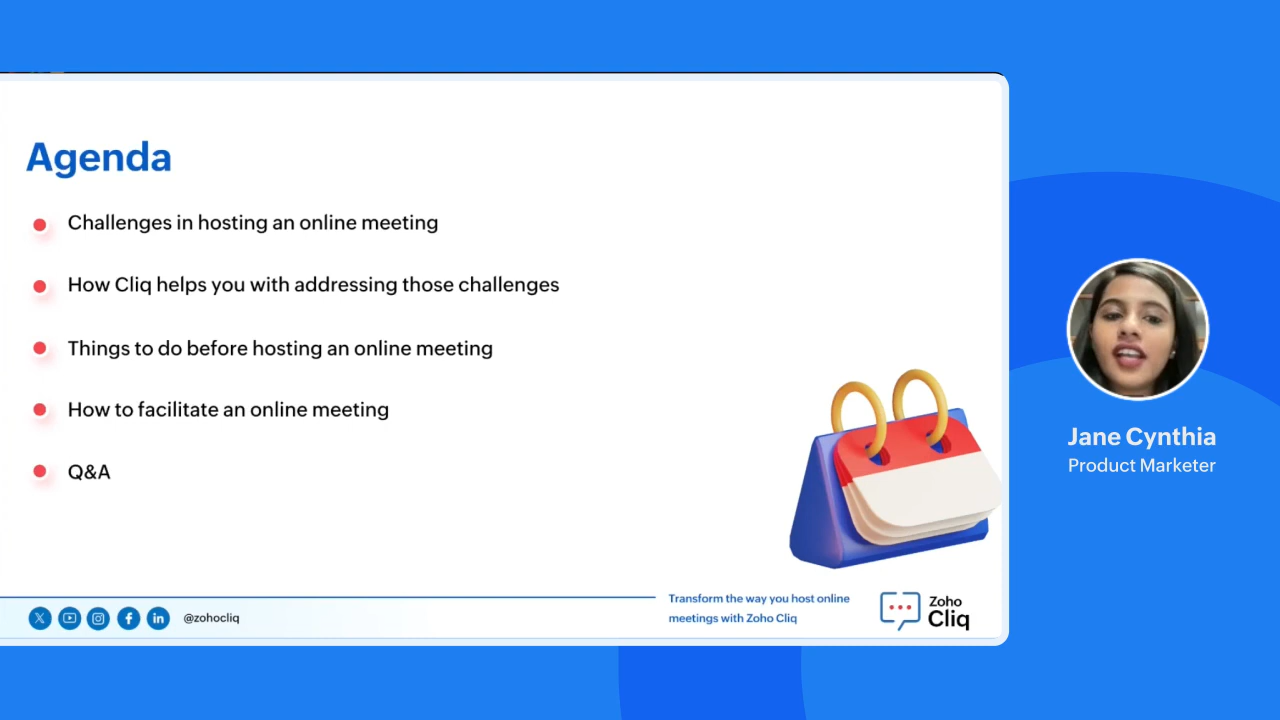 Agenda
Challenges in hosting an online meeting
How Cliq helps you with addressing those challenges
Things to do before hosting an online meeting
How to facilitate an online meeting
Q&A
@zohocliq
Transform the way you host online
meetings with Zoho Cliq
Zoho
Cliq
Jane Cynthia
Product Marketer